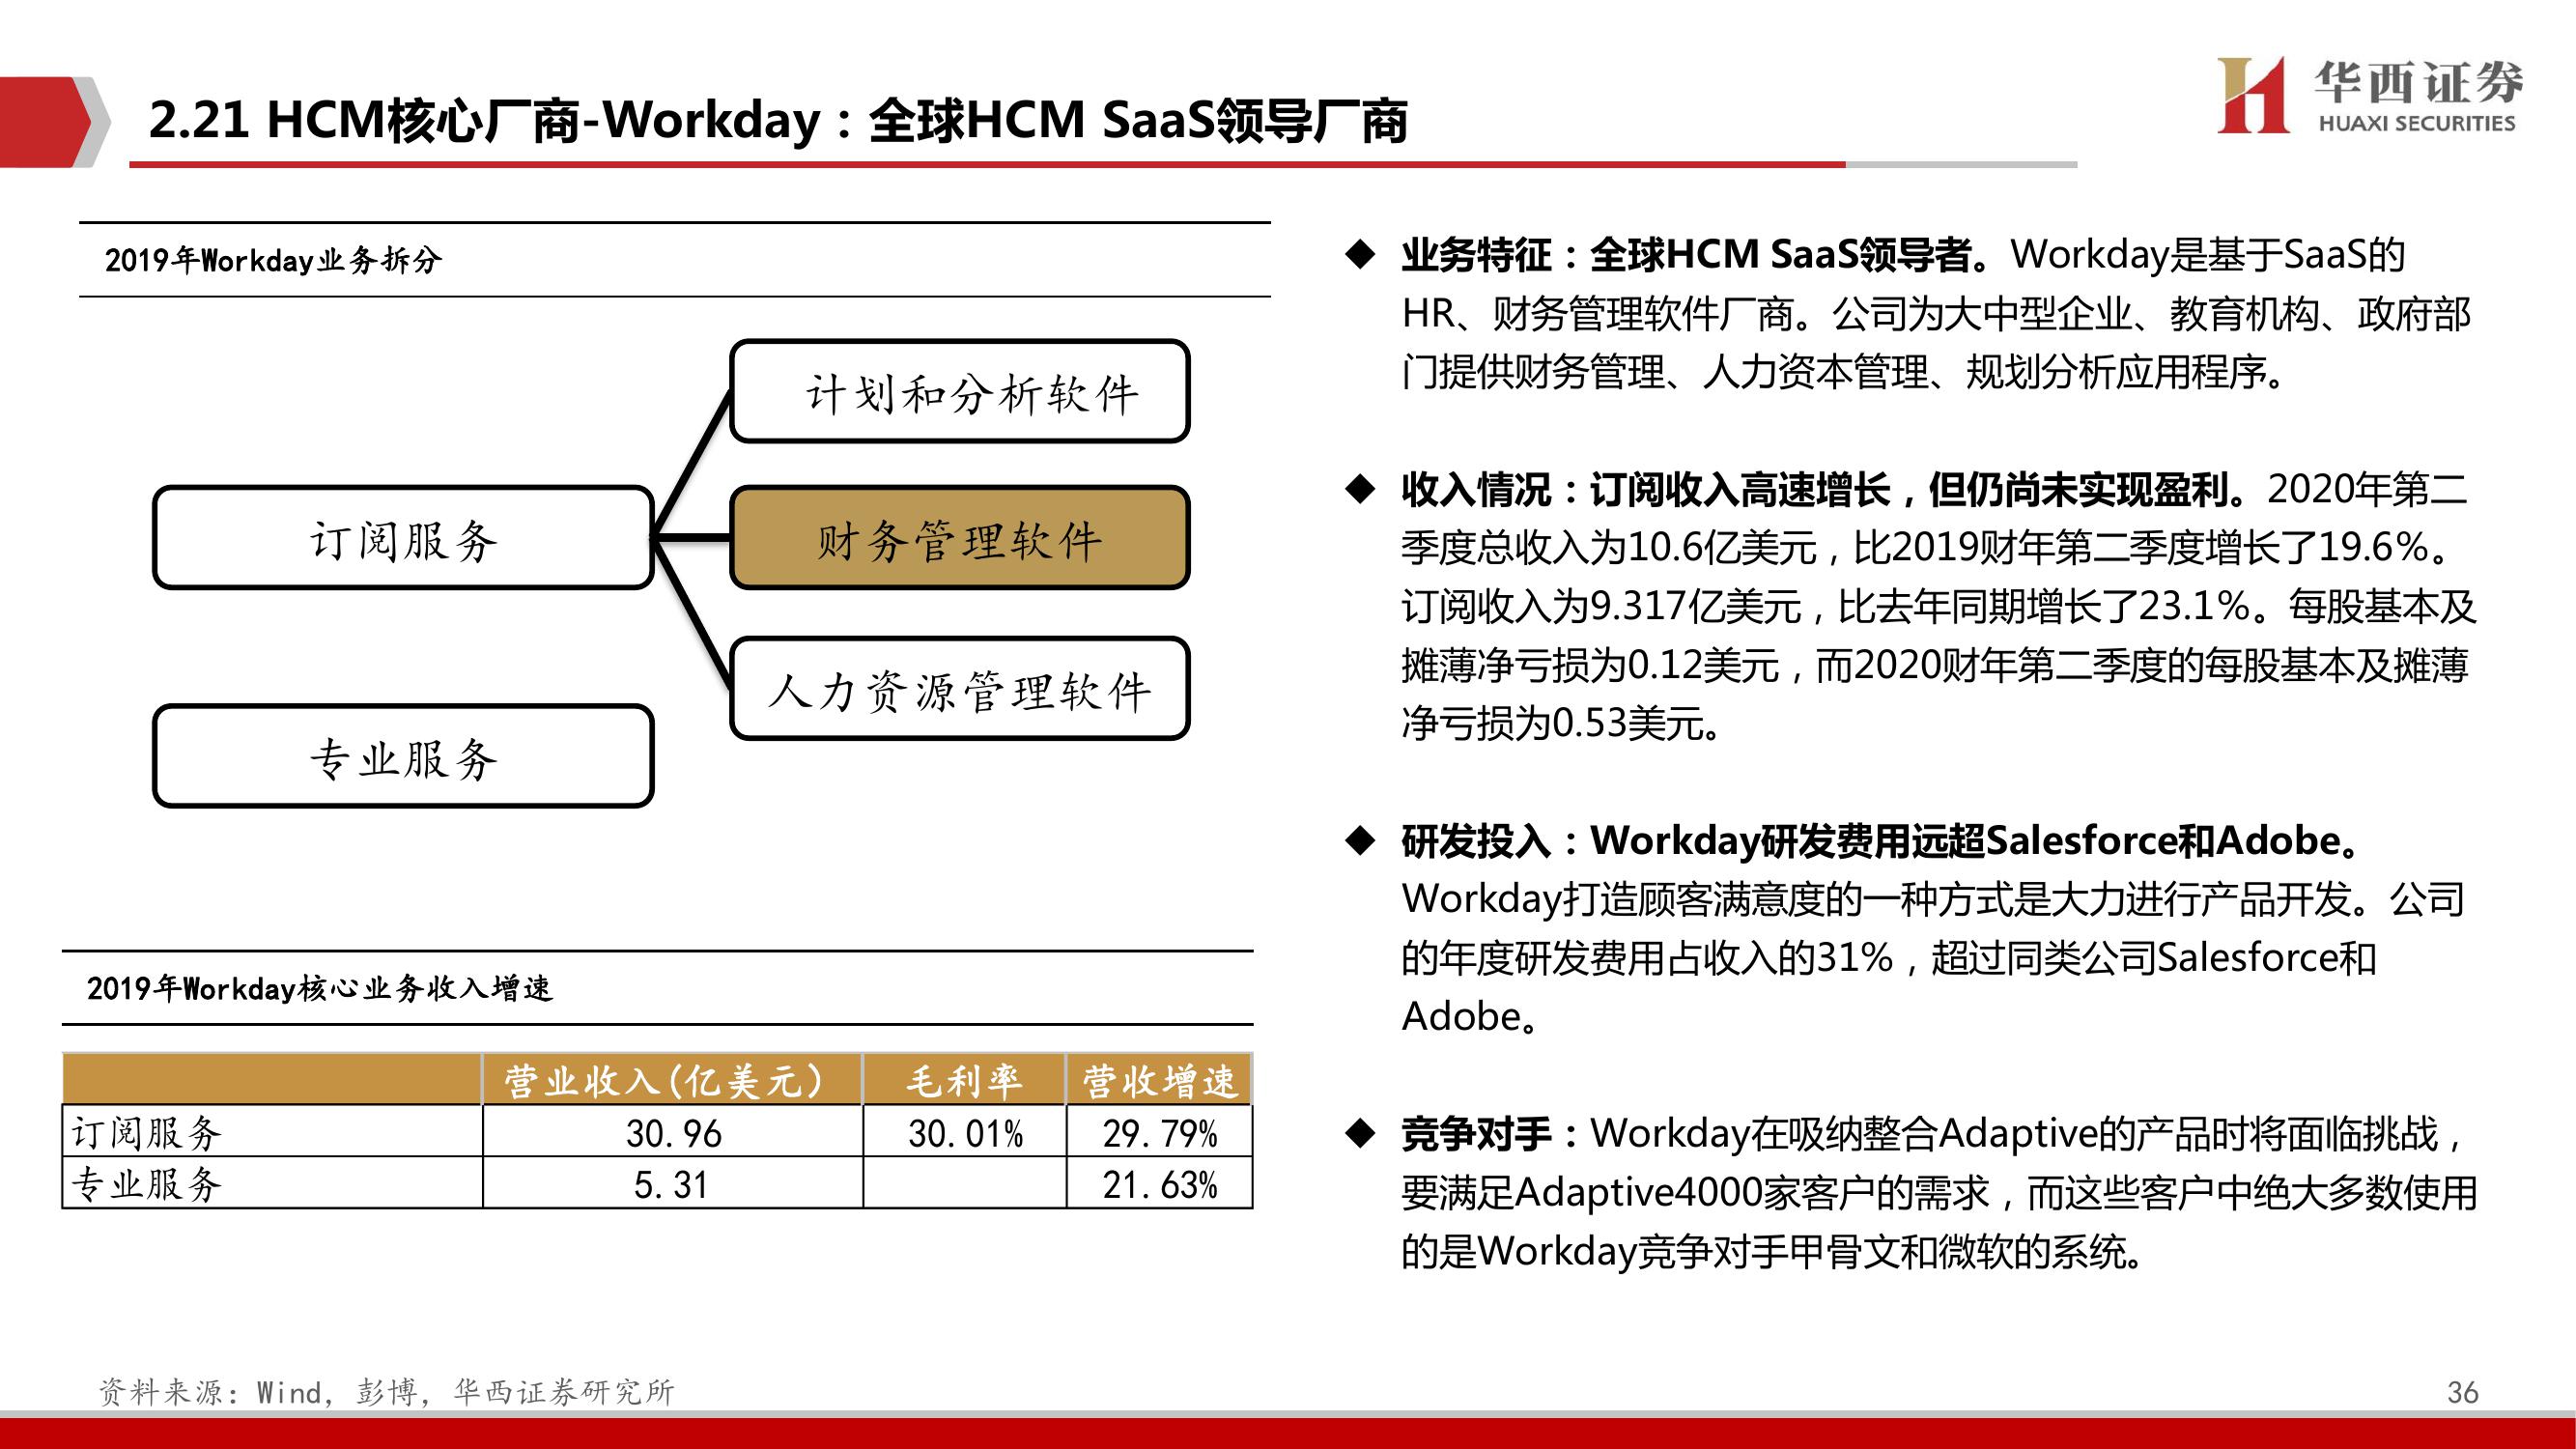 2.21 HCM核心厂商-Workday：全球HCM SaaS领导厂商
华西证券
HUAXI SECURITIES
2019年Workday业务拆分
计划和分析软件
订阅服务
财务管理软件
人力资源管理软件
专业服务
2019年Workday核心业务收入增速
营业收入(亿美元) 毛利率 营收增速
订阅服务 30.96 30.01% 29.79%
专业服务 5.31 21.63%
◆ 业务特征：全球HCM SaaS领导者。Workday是基于SaaS的
HR、财务管理软件厂商。公司为大中型企业、教育机构、政府部
门提供财务管理、人力资本管理、规划分析应用程序。
◆ 收入情况：订阅收入高速增长，但仍尚未实现盈利。2020年第二
季度总收入为10.6亿美元，比2019财年第二季度增长了19.6%。
订阅收入为9.317亿美元，比去年同期增长了23.1%。每股基本及
摊薄净亏损为0.12美元，而2020财年第二季度的每股基本及摊薄
净亏损为0.53美元。
◆ 研发投入：Workday研发费用远超Salesforce和Adobe。
Workday打造顾客满意度的一种方式是大力进行产品开发。公司
的年度研发费用占收入的31%，超过同类公司Salesforce和
Adobe。
◆ 竞争对手：Workday在吸纳整合Adaptive的产品时将面临挑战，
要满足Adaptive4000家客户的需求，而这些客户中绝大多数使用
的是Workday竞争对手甲骨文和微软的系统。
资料来源：Wind，彭博，华西证券研究所
36